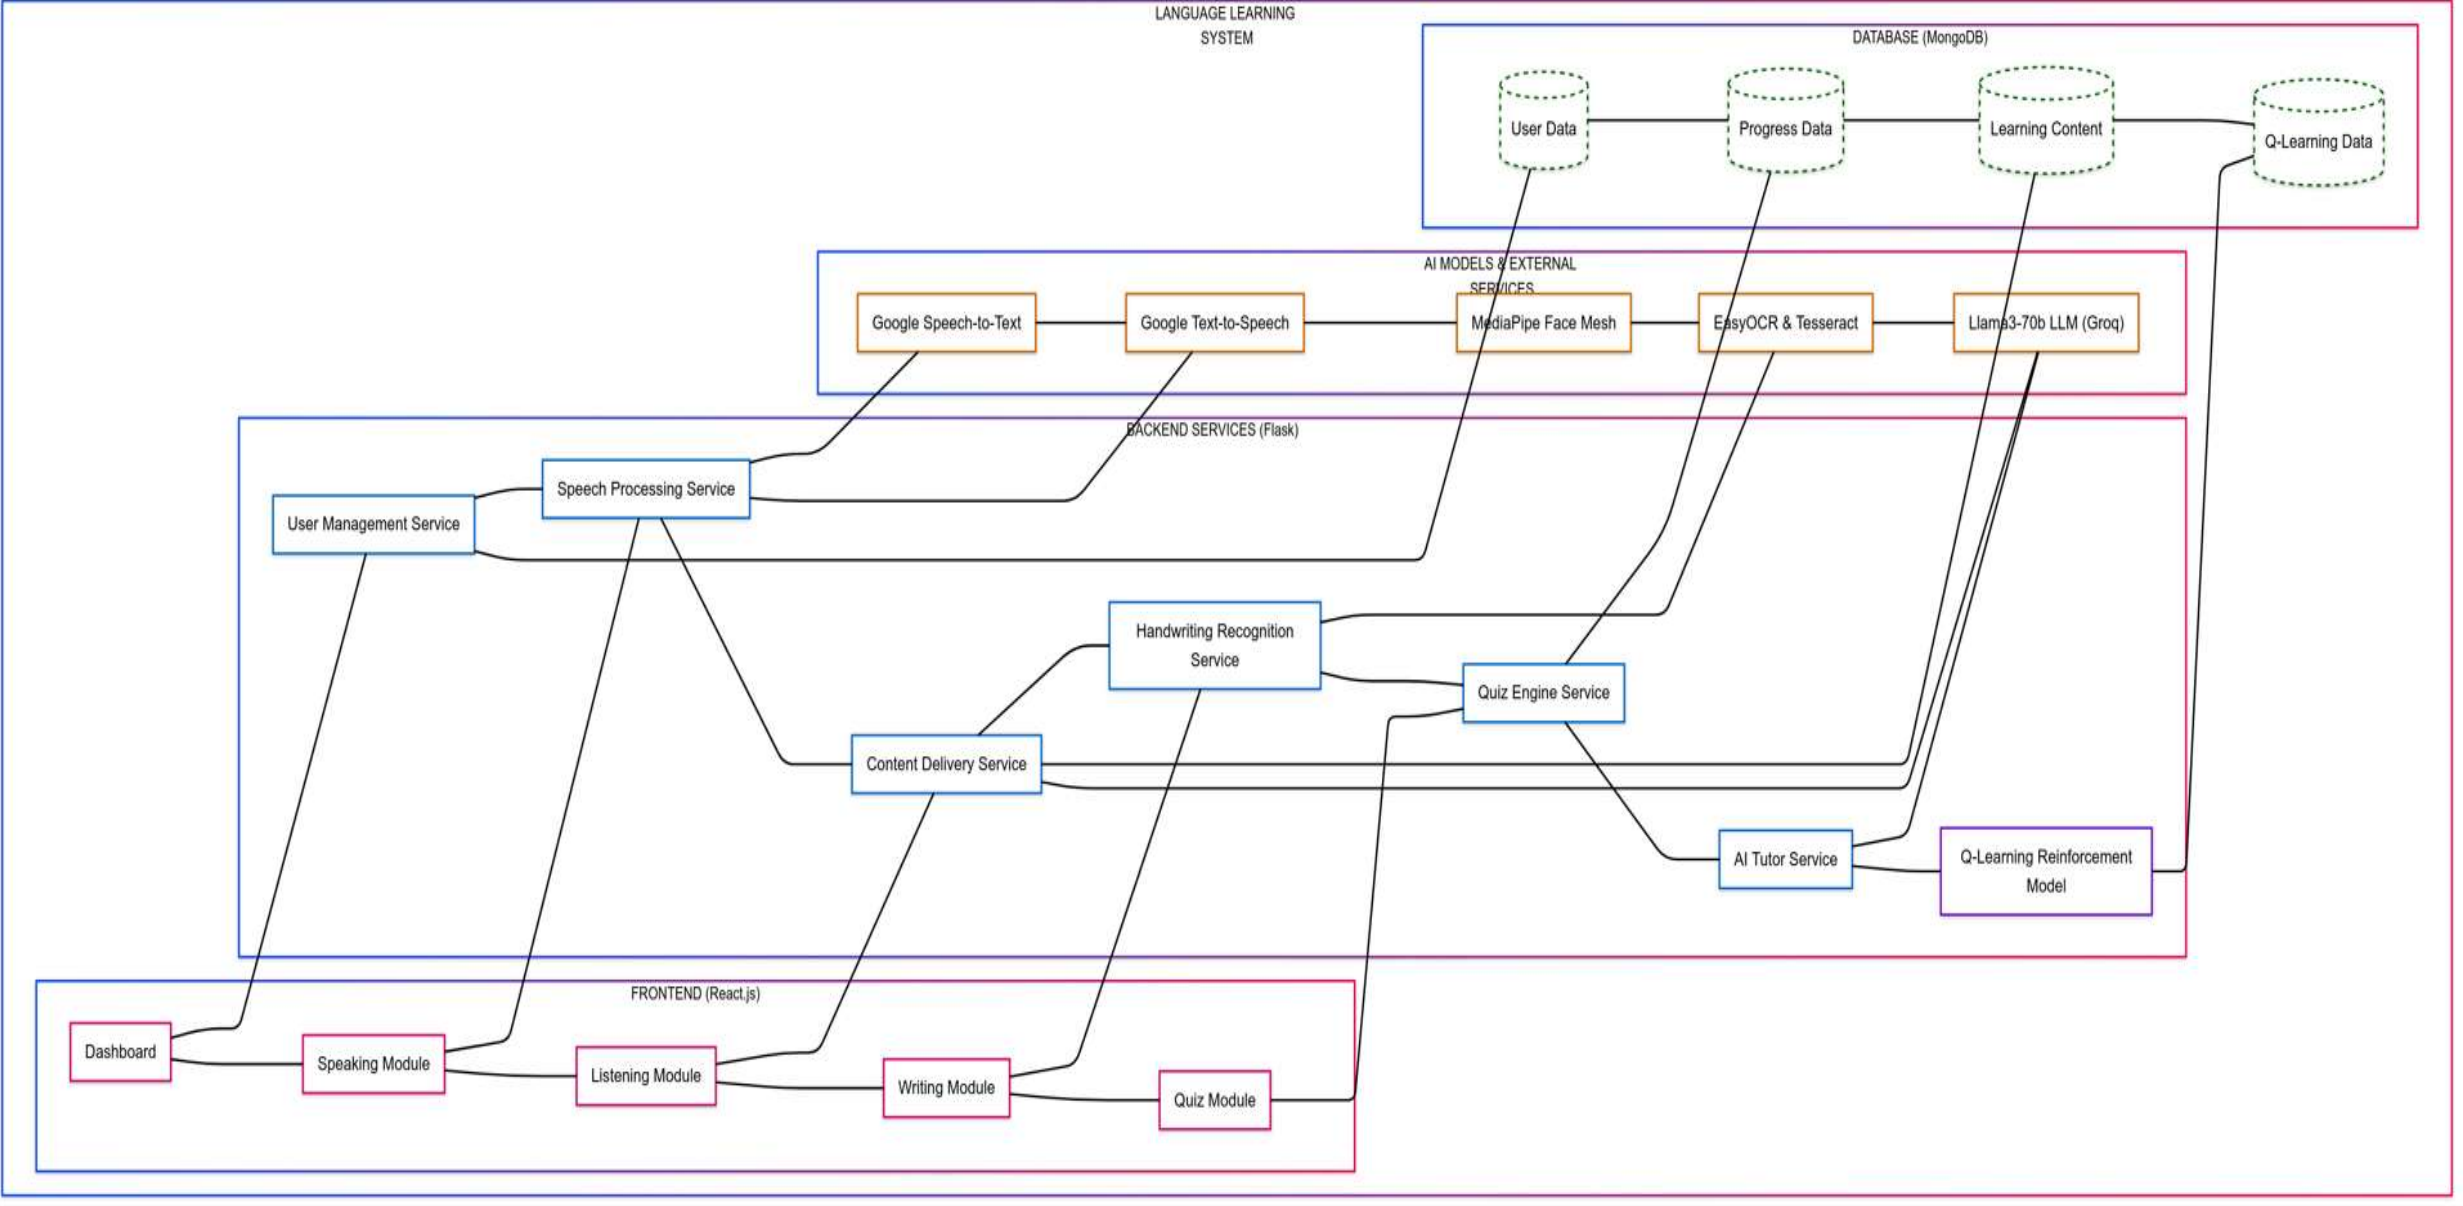 LANGUAGE LEARNING
SYSTEM
DATABASE (MongoDB)
User Data
Progress Data
Learning Content
Q-Learning Data
AI MODELS & EXTERNAL
SERVICES
Google Speech-to-Text
Google Text-to-Speech
MediaPipe Face Mesh
EasyOCR & Tesseract
Llama3-70b LLM (Groq)
BACKEND SERVICES (Flask)
Speech Processing Service
User Management Service
Handwriting Recognition
Service
Quiz Engine Service
Content Delivery Service
AI Tutor Service
Q-Learning Reinforcement
Model
FRONTEND (React.js)
Dashboard
Speaking Module
Listening Module
Writing Module
Quiz Module